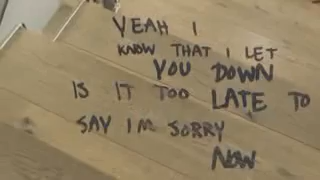 YEAH I
KNOW THAT I LET
YOU DOWN
IS IT TOO LATE TO
SAY I'M SORRY
NOW